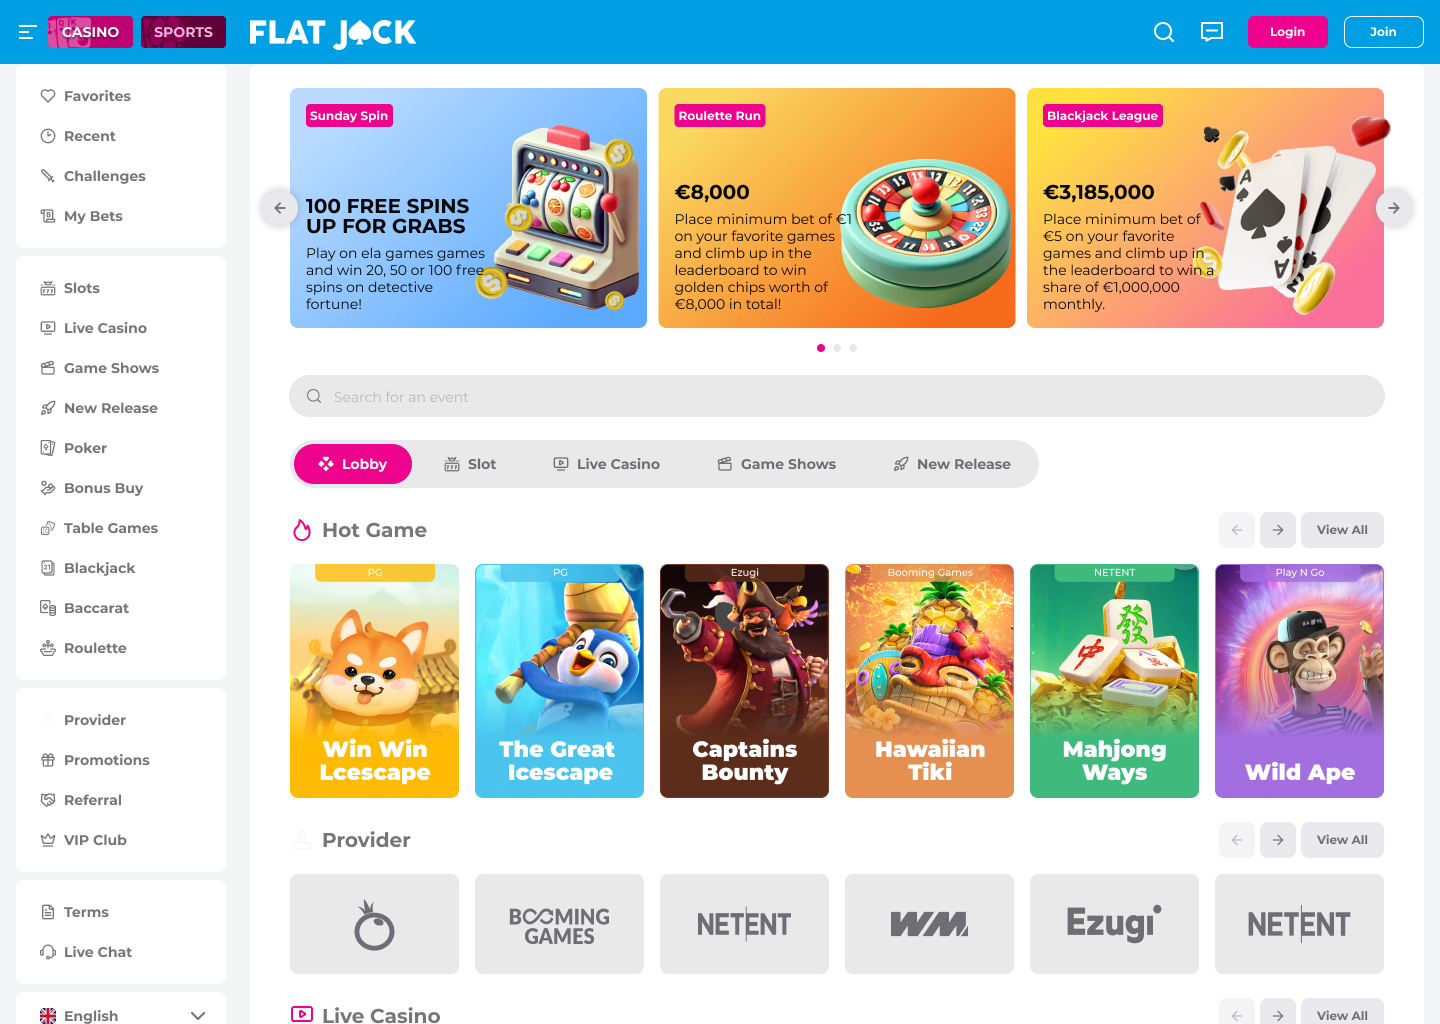 CASINO
SPORTS
FLAT JACK
Login
Join
Favorites
Recent
Challenges
My Bets
Slots
Live Casino
Game Shows
New Release
Poker
Bonus Buy
Table Games
Blackjack
Baccarat
Roulette
Provider
Promotions
Referral
VIP Club
Terms
Live Chat
English
Sunday Spin
100 FREE SPINS
UP FOR GRABS
Play on ela games games
and win 20, 50 or 100 free
spins on detective
fortune!
Roulette Run
€8,000
Place minimum bet of €1
on your favorite games
and climb up in the
leaderboard to win
golden chips worth of
€8,000 in total!
Blackjack League
€3,185,000
Place minimum bet of
€5 on your favorite
games and climb up in
the leaderboard to win a
share of €1,000,000
monthly.
Search for an event
Lobby
Slot
Live Casino
Game Shows
New Release
Hot Game
View All
PG
Win Win
Lcescape
PG
The Great
Icescape
Ezugi
Captains
Bounty
Booming Games
Hawaiian
Tiki
NETENT
Mahjong
Ways
Play N Go
Wild Ape
Provider
View All
BOOMING
GAMES
NETENT
WM
Ezugi
NETENT
Live Casino
View All